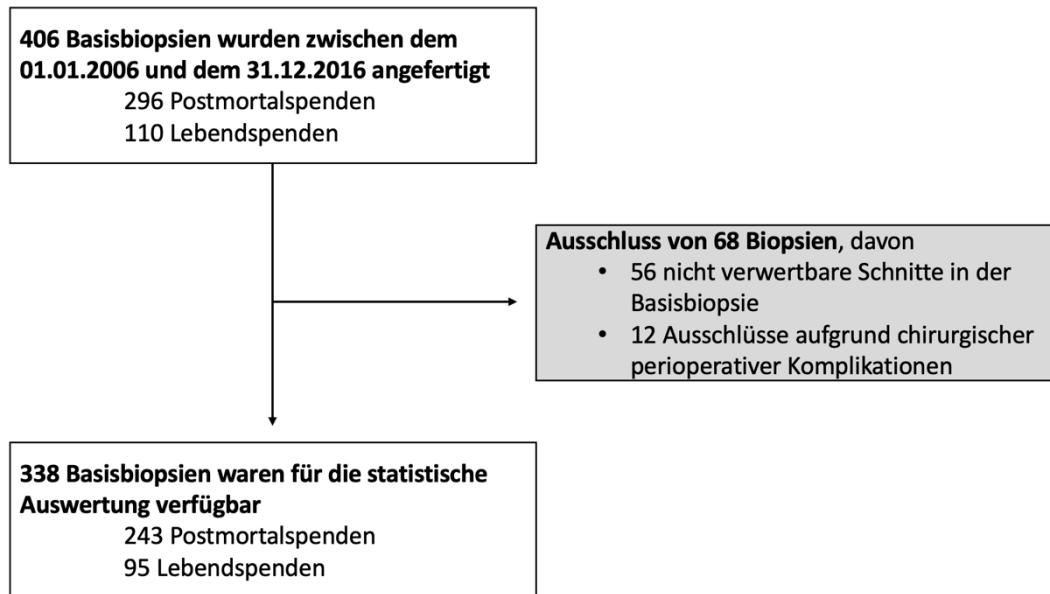 406 Basisbiopsien wurden zwischen dem
01.01.2006 und dem 31.12.2016 angefertigt
296 Postmortalspenden
110 Lebendspenden
Ausschluss von 68 Biopsien, davon
• 56 nicht verwertbare Schnitte in der
Basisbiopsie
• 12 Ausschlüsse aufgrund chirurgischer
perioperativer Komplikationen
338 Basisbiopsien waren für die statistische
Auswertung verfügbar
243 Postmortalspenden
95 Lebendspenden